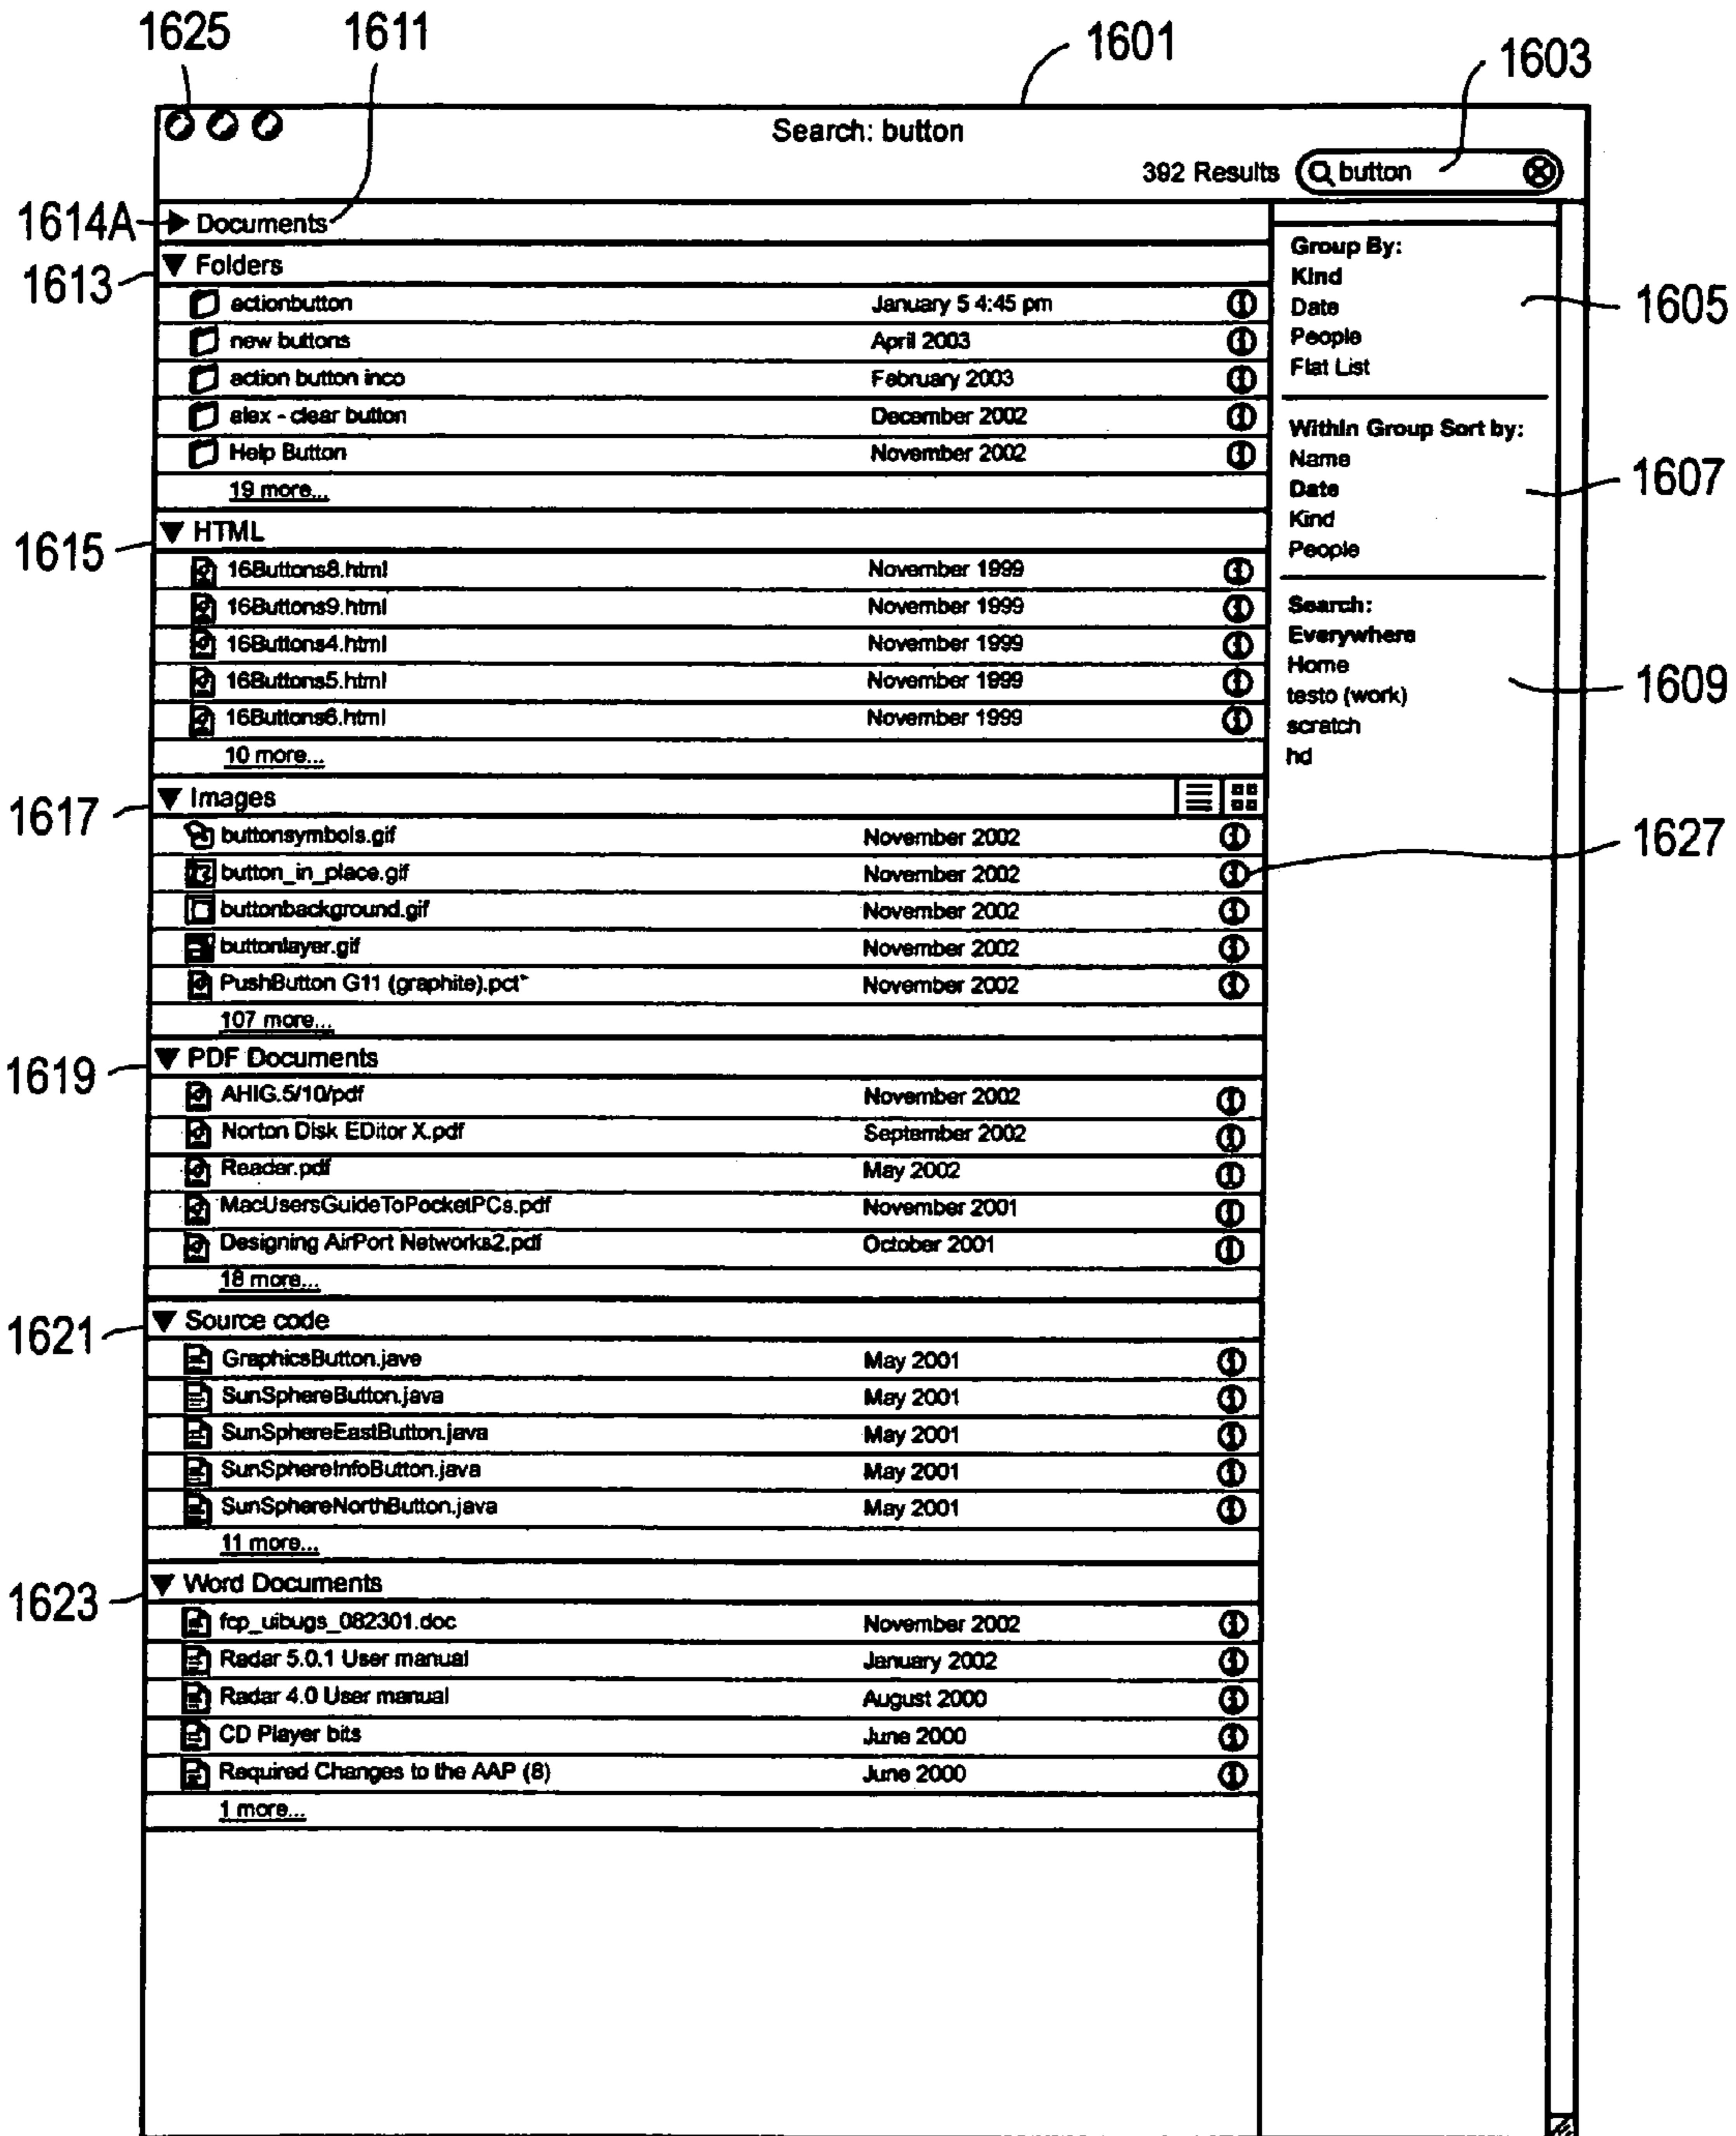 1625 1611 1601 1603
Search: button
392 Results button
1614A Documents 1611
1613 Folders
actionbutton January 5 4:45 pm
new buttons April 2003
action button inco February 2003
alex - clear button December 2002
Help Button November 2002
19 more...
1615 HTML
16Buttons8.html November 1999
16Buttons9.html November 1999
16Buttons4.html November 1999
16Buttons5.html November 1999
16Buttons6.html November 1999
10 more...
1617 Images
buttonsymbols.gif November 2002
button_in_place.gif November 2002
buttonbackground.gif November 2002
buttonlayer.gif November 2002
PushButton G11 (graphite).pct" November 2002
107 more...
1619 PDF Documents
AHIG.5/10/pdf November 2002
Norton Disk EDitor X.pdf September 2002
Reader.pdf May 2002
MacUsersGuideToPocketPCs.pdf November 2001
Designing AirPort Networks2.pdf October 2001
18 more...
1621 Source code
GraphicsButton.jave May 2001
SunSphereButton.java May 2001
SunSphereEastButton.java May 2001
SunSphereInfoButton.java May 2001
SunSphereNorthButton.java May 2001
11 more...
1623 Word Documents
fcp_uibugs_082301.doc November 2002
Radar 5.0.1 User manual January 2002
Radar 4.0 User manual August 2000
CD Player bits June 2000
Required Changes to the AAP (8) June 2000
1 more...
Group By:
Kind
Date 1605
People
Flat List
Within Group Sort by:
Name
Date 1607
Kind
People
Search:
Everywhere
Home
testo (work) 1609
scratch
hd
1627